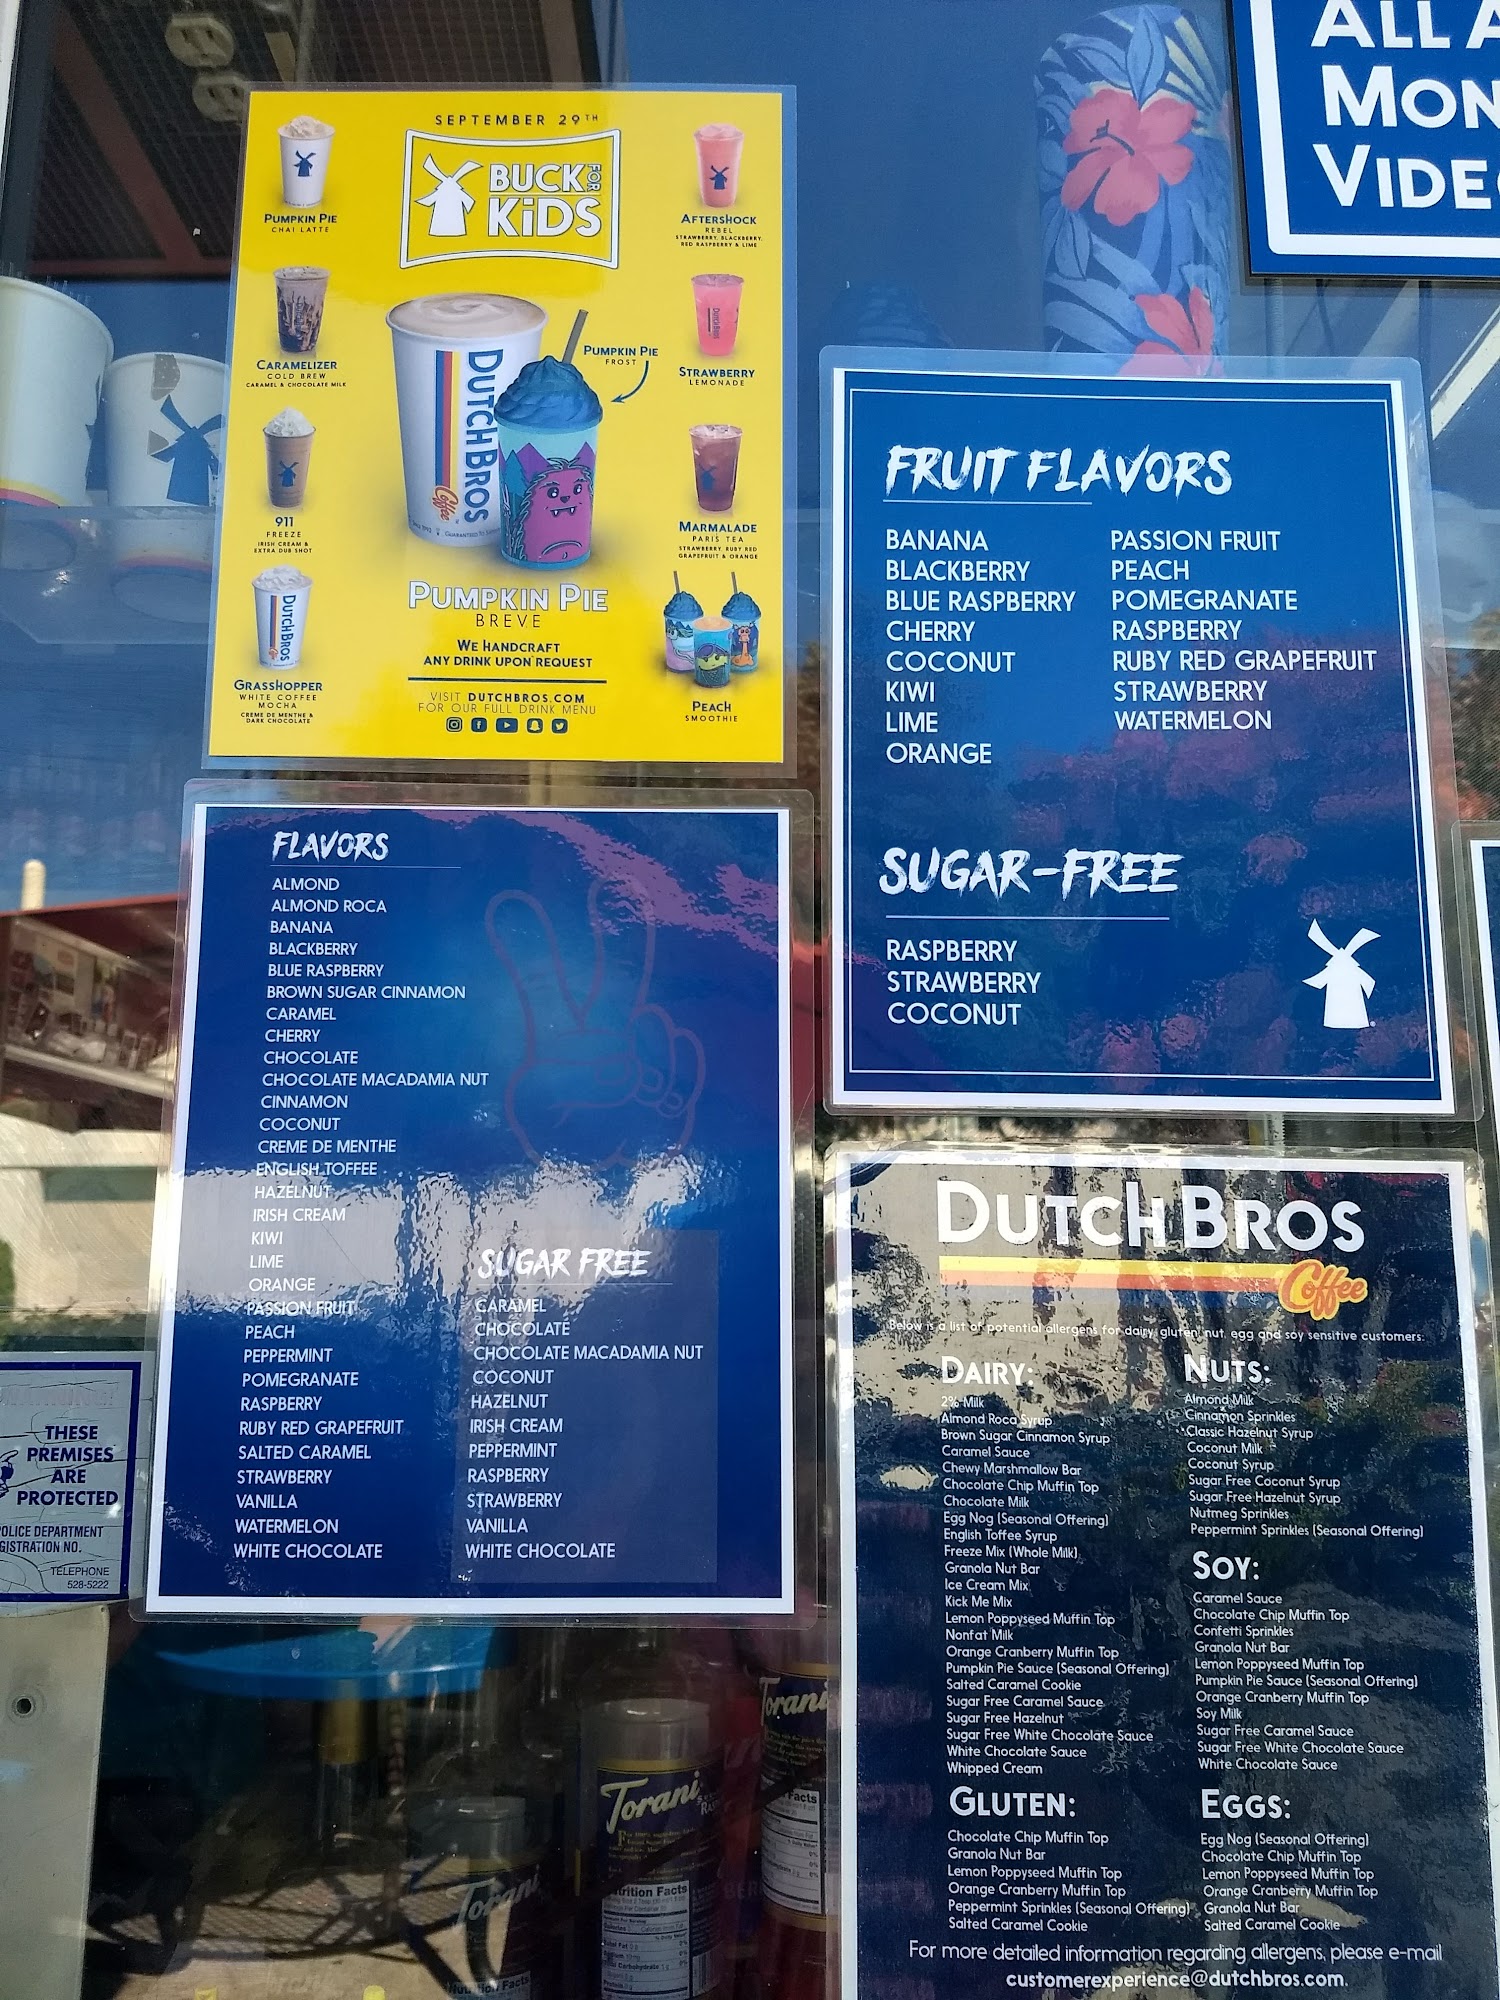 SEPTEMBER 29TH
BUCK FOR
KiDS
PUMPKIN PIE
CHAI LATTE
CARAMELIZER
COLD BREW
CARAMEL & CHOCOLATE MILK
911
FREEZE
IRISH CREAM &
EXTRA DUB SHOT
DUTCH BROS
GRASSHOPPER
WHITE COFFEE
MOCHA
CREME DE MENTHE &
DARK CHOCOLATE
DUTCH BROS
Coffee
PUMPKIN PIE
FROST
PUMPKIN PIE
BREVE
WE HANDCRAFT
ANY DRINK UPON REQUEST
VISIT DUTCHBROS.COM
FOR OUR FULL DRINK MENU
AFTERSHOCK
REBEL
STRAWBERRY, BLACKBERRY,
RED RASPBERRY & LIME
STRAWBERRY
LEMONADE
MARMALADE
PARIS TEA
STRAWBERRY, RUBY RED
GRAPEFRUIT & ORANGE
PEACH
SMOOTHIE
ALL A
MON
VIDE
FRUIT FLAVORS
BANANA
BLACKBERRY
BLUE RASPBERRY
CHERRY
COCONUT
KIWI
LIME
ORANGE
PASSION FRUIT
PEACH
POMEGRANATE
RASPBERRY
RUBY RED GRAPEFRUIT
STRAWBERRY
WATERMELON
SUGAR-FREE
RASPBERRY
STRAWBERRY
COCONUT
FLAVORS
ALMOND
ALMOND ROCA
BANANA
BLACKBERRY
BLUE RASPBERRY
BROWN SUGAR CINNAMON
CARAMEL
CHERRY
CHOCOLATE
CHOCOLATE MACADAMIA NUT
CINNAMON
COCONUT
CREME DE MENTHE
ENGLISH TOFFEE
HAZELNUT
IRISH CREAM
KIWI
LIME
ORANGE
PASSION FRUIT
PEACH
PEPPERMINT
POMEGRANATE
RASPBERRY
RUBY RED GRAPEFRUIT
SALTED CARAMEL
STRAWBERRY
VANILLA
WATERMELON
WHITE CHOCOLATE
SUGAR FREE
CARAMEL
CHOCOLATE
CHOCOLATE MACADAMIA NUT
COCONUT
HAZELNUT
IRISH CREAM
PEPPERMINT
RASPBERRY
STRAWBERRY
VANILLA
WHITE CHOCOLATE
THESE
PREMISES
ARE
PROTECTED
OLICE DEPARTMENT
GISTRATION NO.
TELEPHONE
528-5222
DUTCH BROS
Coffee
Below is a list of potential allergens for dairy, gluten, nut, egg and soy sensitive customers:
DAIRY:
2% Milk
Almond Roca Syrup
Brown Sugar Cinnamon Syrup
Caramel Sauce
Chewy Marshmallow Bar
Chocolate Chip Muffin Top
Chocolate Milk
Egg Nog (Seasonal Offering)
English Toffee Syrup
Freeze Mix (Whole Milk)
Granola Nut Bar
Ice Cream Mix
Kick Me Mix
Lemon Poppyseed Muffin Top
Nonfat Milk
Orange Cranberry Muffin Top
Pumpkin Pie Sauce (Seasonal Offering)
Salted Caramel Cookie
Sugar Free Caramel Sauce
Sugar Free Hazelnut
Sugar Free White Chocolate Sauce
White Chocolate Sauce
Whipped Cream
NUTS:
Almond Milk
Cinnamon Sprinkles
Classic Hazelnut Syrup
Coconut Milk
Coconut Syrup
Sugar Free Coconut Syrup
Sugar Free Hazelnut Syrup
Nutmeg Sprinkles
Peppermint Sprinkles (Seasonal Offering)
SOY:
Caramel Sauce
Chocolate Chip Muffin Top
Confetti Sprinkles
Granola Nut Bar
Lemon Poppyseed Muffin Top
Pumpkin Pie Sauce (Seasonal Offering)
Orange Cranberry Muffin Top
Soy Milk
Sugar Free Caramel Sauce
Sugar Free White Chocolate Sauce
White Chocolate Sauce
GLUTEN:
Chocolate Chip Muffin Top
Granola Nut Bar
Lemon Poppyseed Muffin Top
Orange Cranberry Muffin Top
Peppermint Sprinkles (Seasonal Offering)
Salted Caramel Cookie
EGGS:
Egg Nog (Seasonal Offering)
Chocolate Chip Muffin Top
Lemon Poppyseed Muffin Top
Orange Cranberry Muffin Top
Granola Nut Bar
Salted Caramel Cookie
For more detailed information regarding allergens, please e-mail
customerexperience@dutchbros.com.
Torani
Torani
Facts
Nutrition Facts
Torani
Nutrition Facts